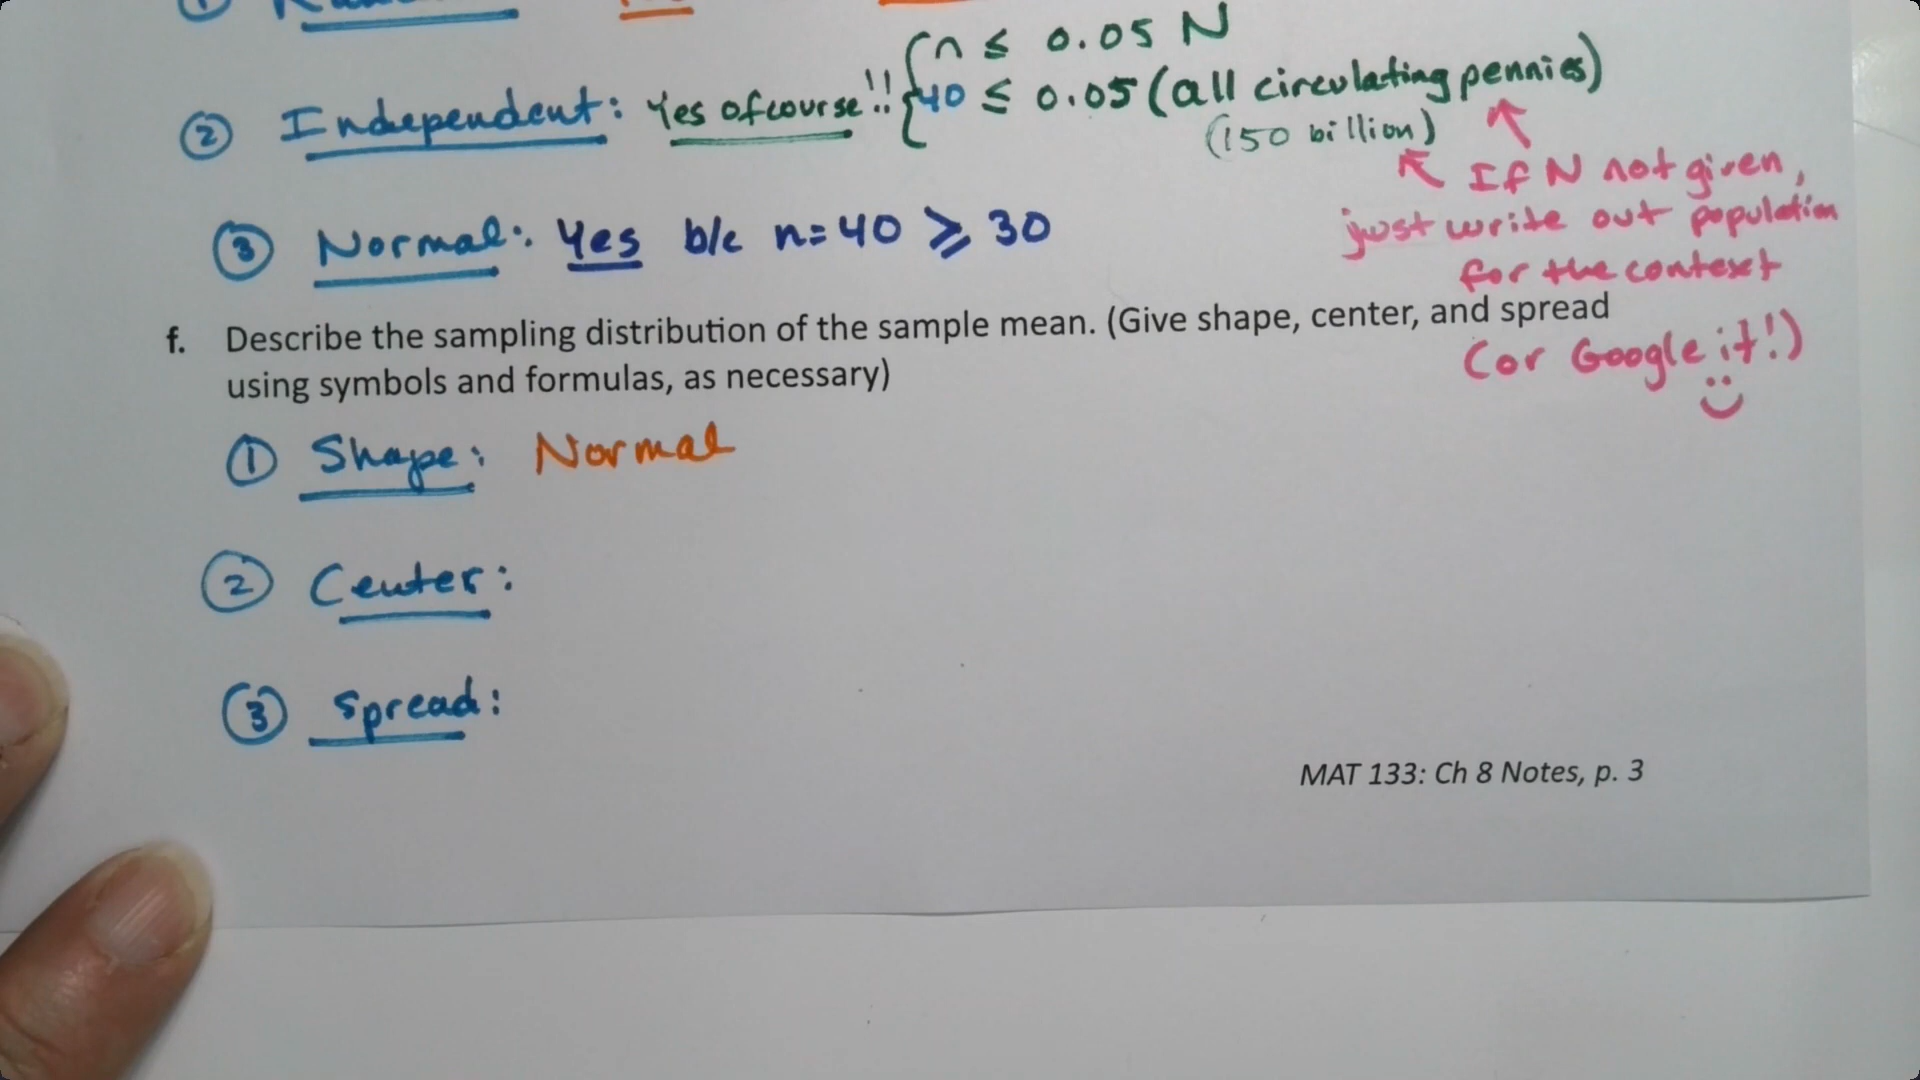 ①
{n ≤ 0.05 N
② Independent: Yes of course!! {40 ≤ 0.05 (all circulating pennies)
(150 billion)
If N not given,
just write out population
for the context
(or Google it!)
③ Normal: Yes b/c n=40 ≥ 30
f. Describe the sampling distribution of the sample mean. (Give shape, center, and spread
using symbols and formulas, as necessary)
① Shape: Normal
② Center:
③ Spread:
MAT 133: Ch 8 Notes, p. 3